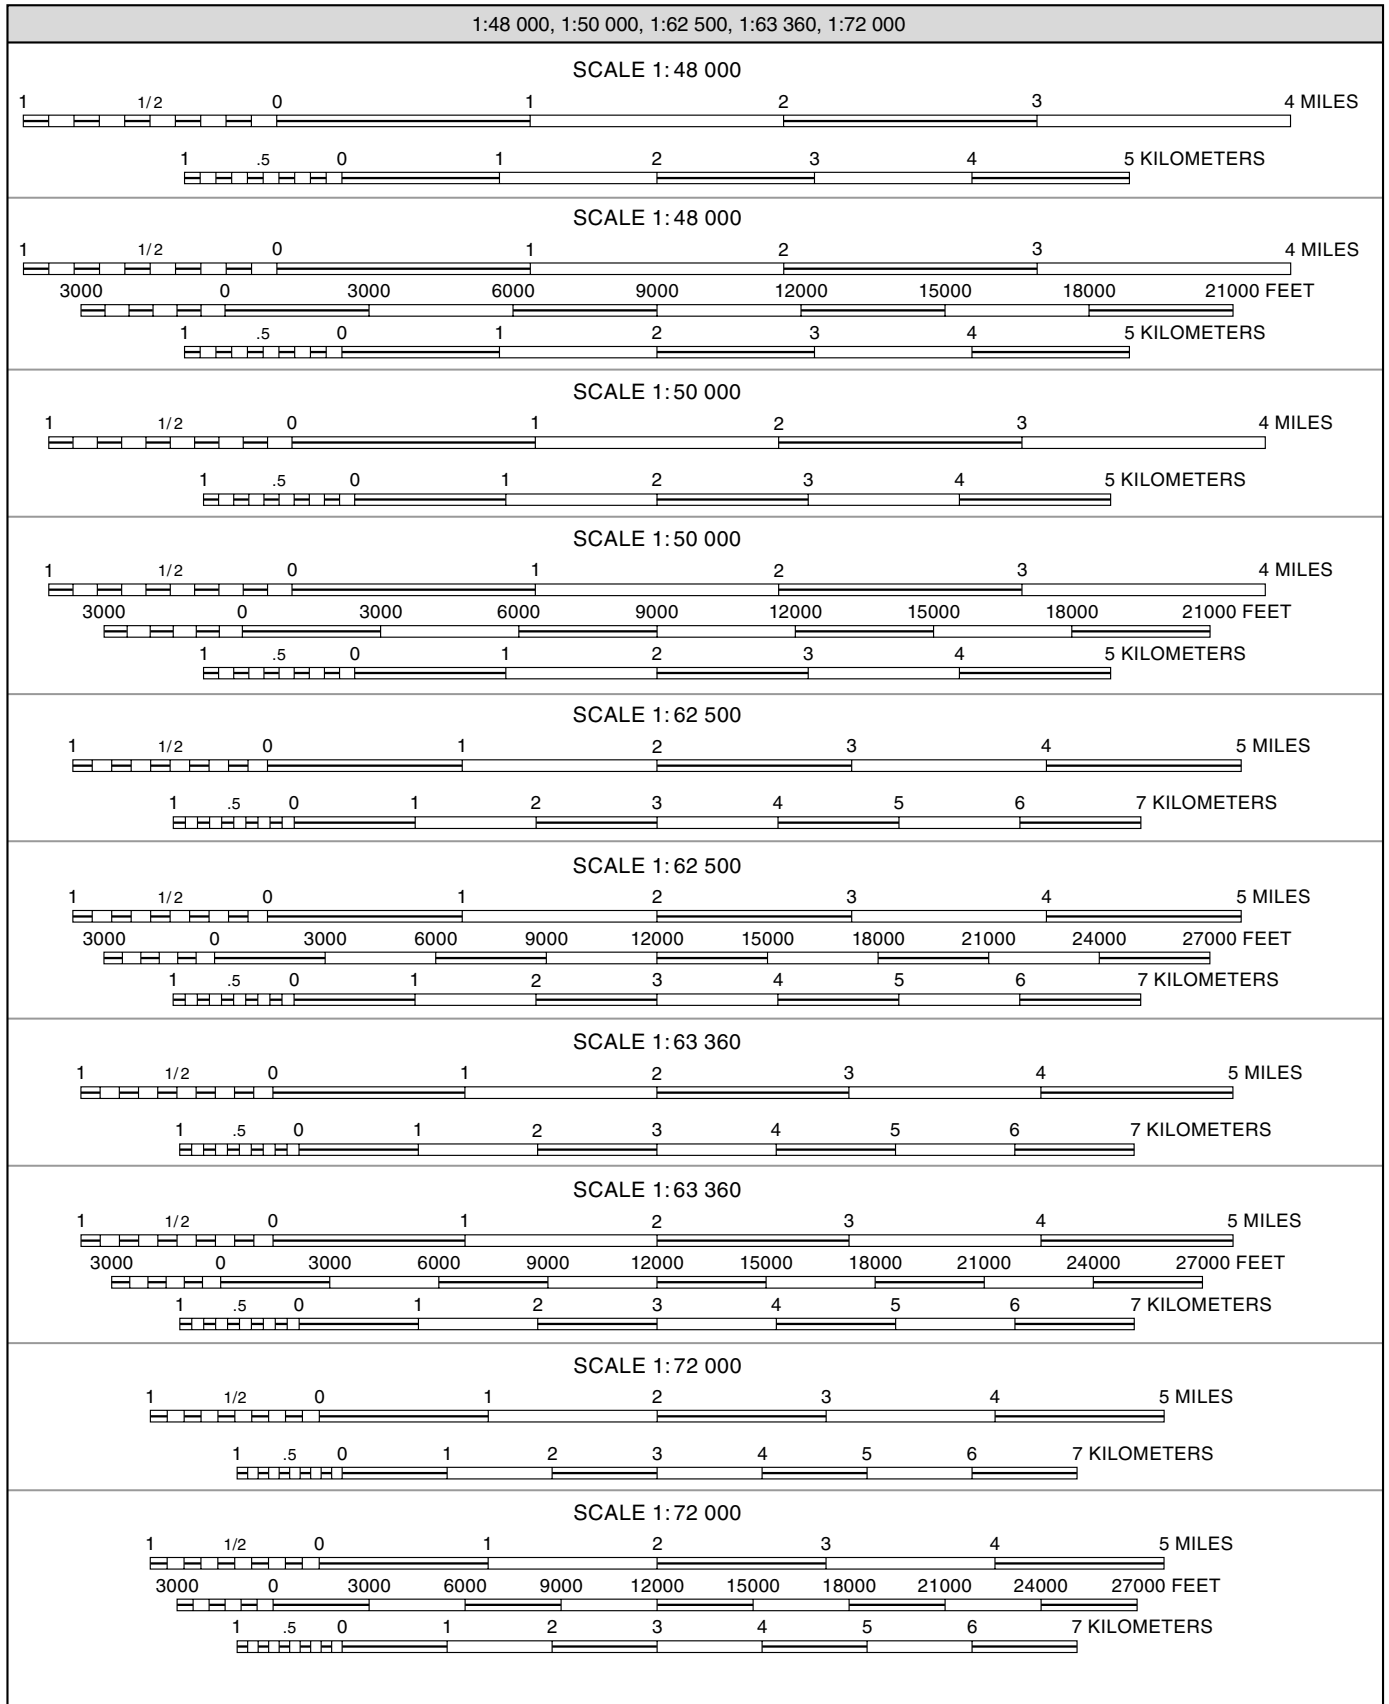 1:48 000, 1:50 000, 1:62 500, 1:63 360, 1:72 000
SCALE 1:48 000
1 1/2 0 1 2 3 4 MILES
1 .5 0 1 2 3 4 5 KILOMETERS
SCALE 1:48 000
1 1/2 0 1 2 3 4 MILES
3000 0 3000 6000 9000 12000 15000 18000 21000 FEET
1 .5 0 1 2 3 4 5 KILOMETERS
SCALE 1:50 000
1 1/2 0 1 2 3 4 MILES
1 .5 0 1 2 3 4 5 KILOMETERS
SCALE 1:50 000
1 1/2 0 1 2 3 4 MILES
3000 0 3000 6000 9000 12000 15000 18000 21000 FEET
1 .5 0 1 2 3 4 5 KILOMETERS
SCALE 1:62 500
1 1/2 0 1 2 3 4 5 MILES
1 .5 0 1 2 3 4 5 6 7 KILOMETERS
SCALE 1:62 500
1 1/2 0 1 2 3 4 5 MILES
3000 0 3000 6000 9000 12000 15000 18000 21000 24000 27000 FEET
1 .5 0 1 2 3 4 5 6 7 KILOMETERS
SCALE 1:63 360
1 1/2 0 1 2 3 4 5 MILES
1 .5 0 1 2 3 4 5 6 7 KILOMETERS
SCALE 1:63 360
1 1/2 0 1 2 3 4 5 MILES
3000 0 3000 6000 9000 12000 15000 18000 21000 24000 27000 FEET
1 .5 0 1 2 3 4 5 6 7 KILOMETERS
SCALE 1:72 000
1 1/2 0 1 2 3 4 5 MILES
1 .5 0 1 2 3 4 5 6 7 KILOMETERS
SCALE 1:72 000
1 1/2 0 1 2 3 4 5 MILES
3000 0 3000 6000 9000 12000 15000 18000 21000 24000 27000 FEET
1 .5 0 1 2 3 4 5 6 7 KILOMETERS